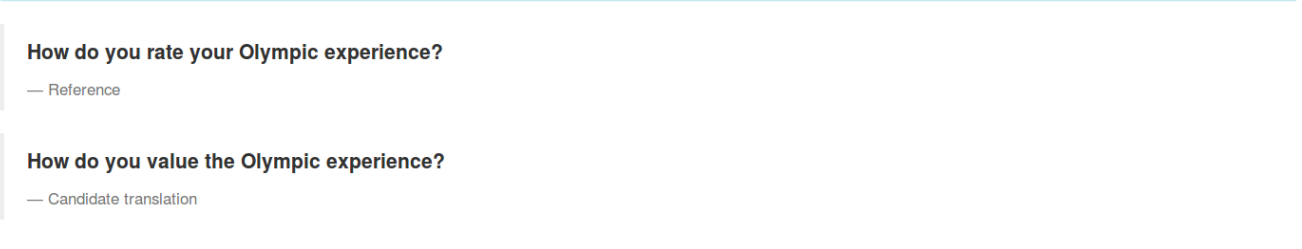 How do you rate your Olympic experience?
— Reference
How do you value the Olympic experience?
— Candidate translation